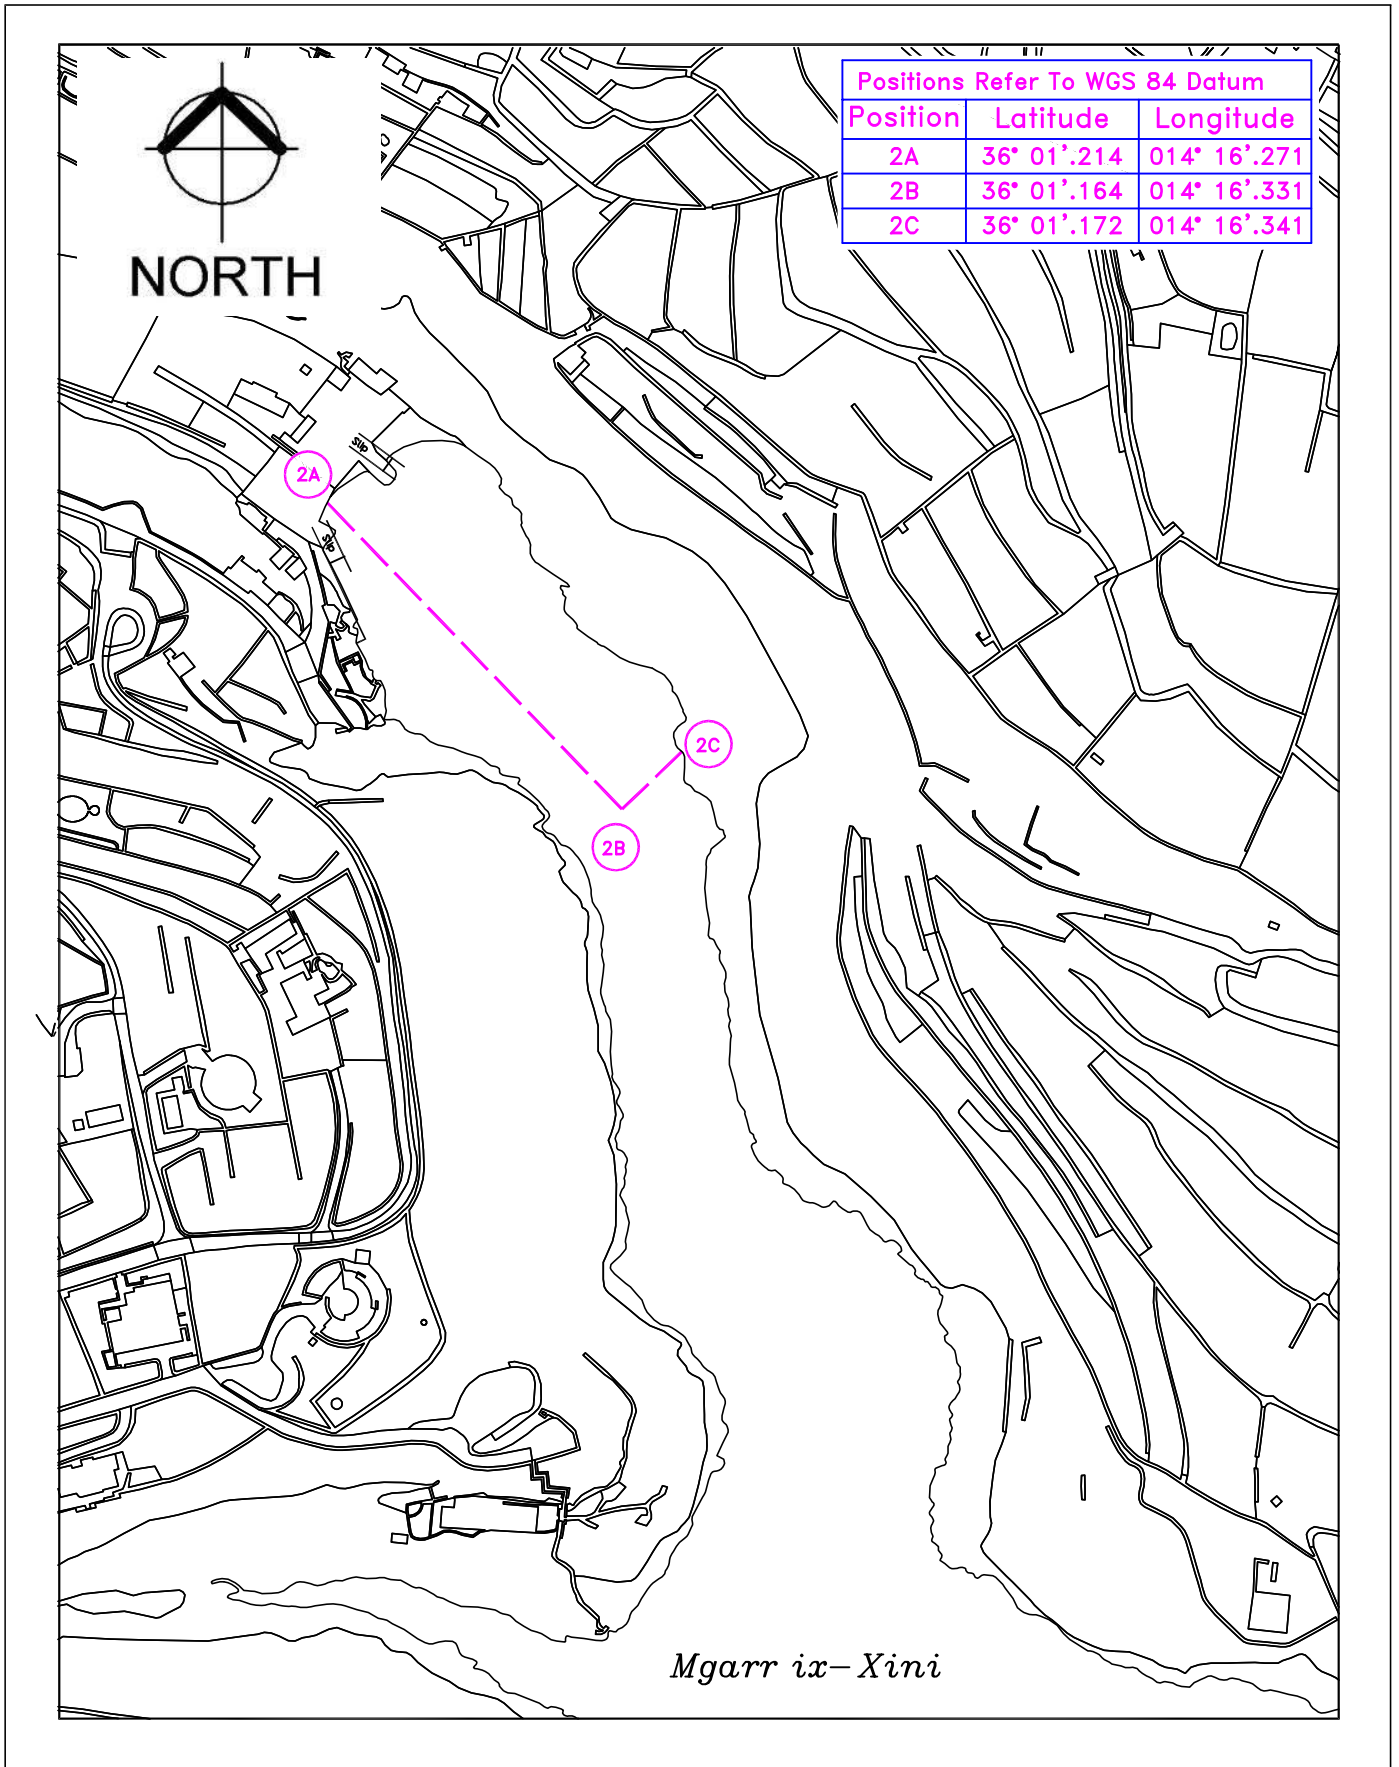 NORTH
Positions Refer To WGS 84 Datum
Position Latitude Longitude
2A 36° 01'.214 014° 16'.271
2B 36° 01'.164 014° 16'.331
2C 36° 01'.172 014° 16'.341
Slip
2A
Slip
2C
2B
Mgarr ix-Xini